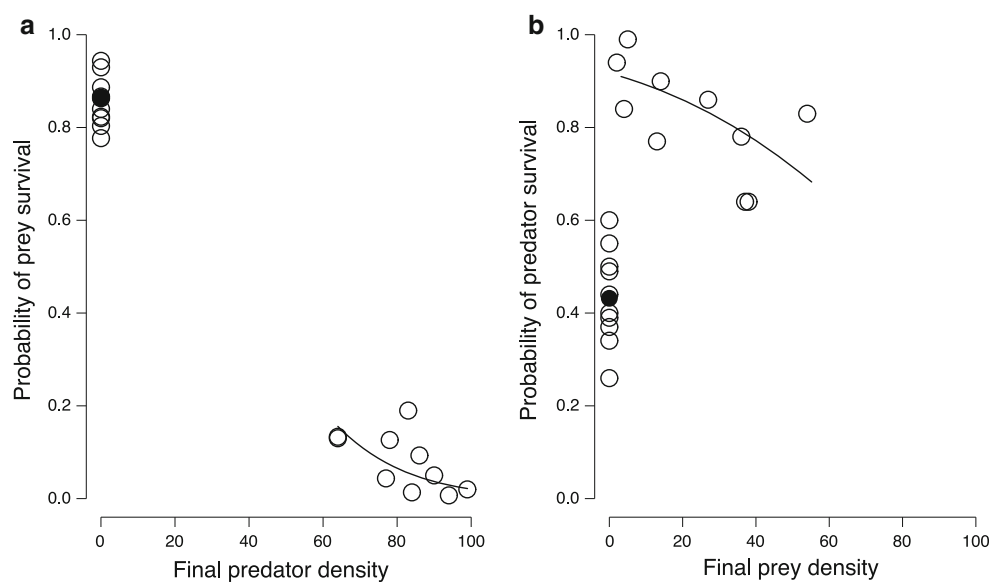 a
1.0
0.8
0.6
0.4
0.2
0.0
Probability of prey survival
0 20 40 60 80 100
Final predator density
b
1.0
0.8
0.6
0.4
0.2
0.0
Probability of predator survival
0 20 40 60 80 100
Final prey density